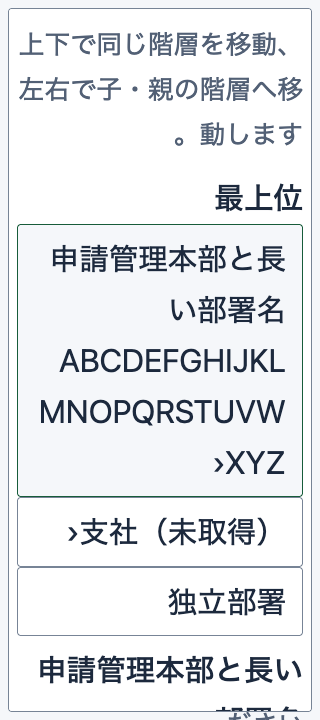 上下で同じ階層を移動、
左右で子・親の階層へ移
動します。
最上位
申請管理本部と長
い部署名
ABCDEFGHIJKL
MNOPQRSTUVW
XYZ›
支社（未取得）›
独立部署
申請管理本部と長い